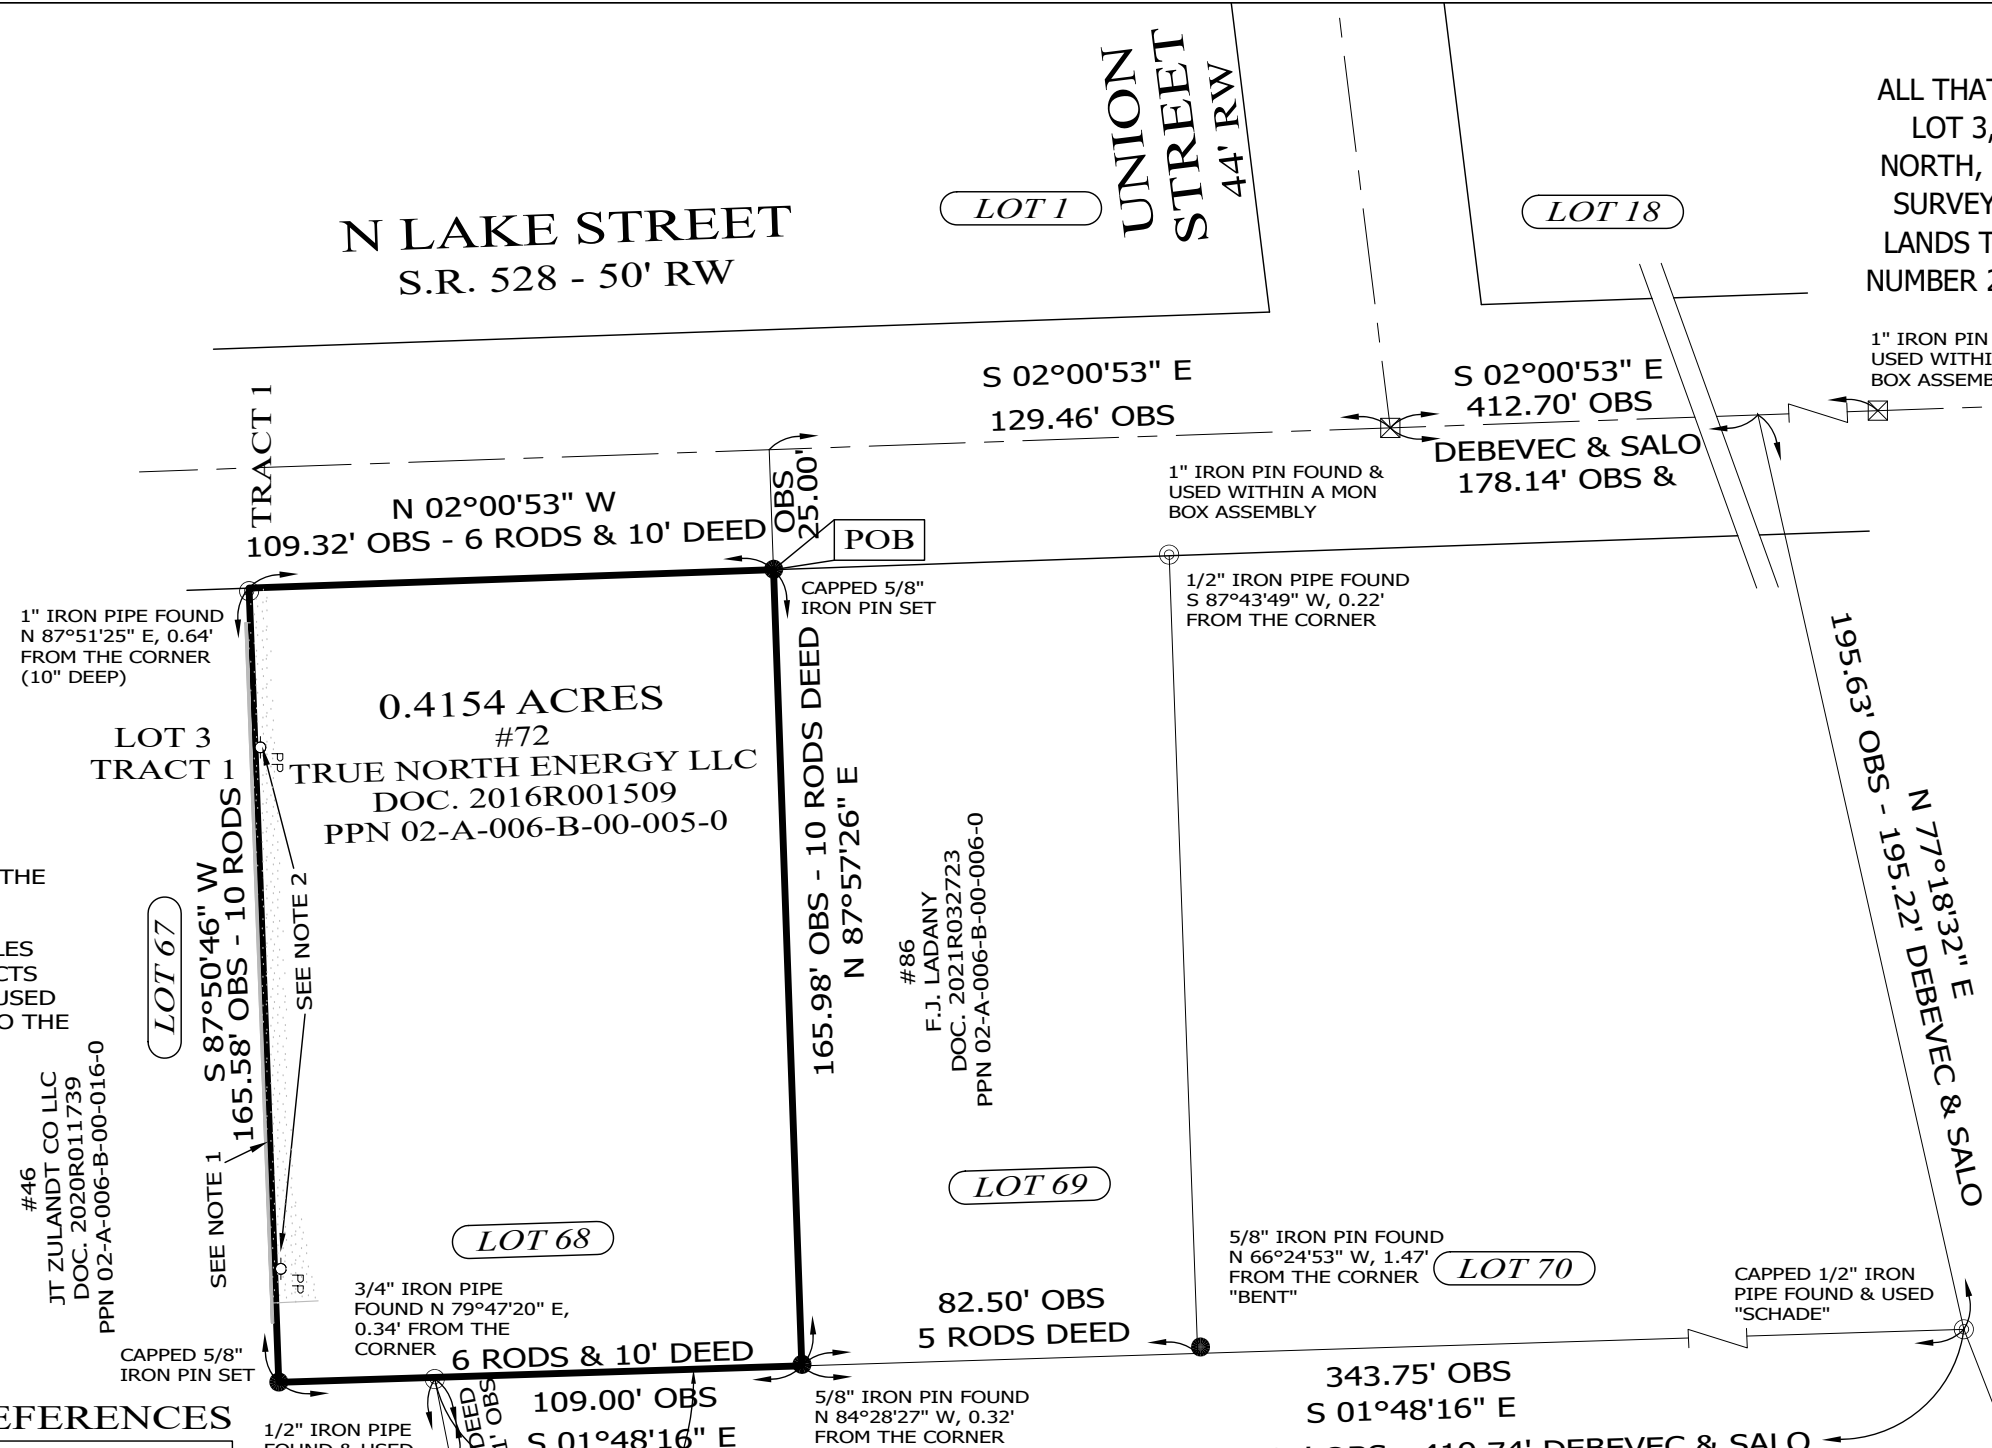 UNION
STREET
44' RW
N LAKE STREET
S.R. 528 - 50' RW
LOT 1
LOT 18
ALL THAT
LOT 3,
NORTH,
SURVEY
LANDS T
NUMBER 2
1" IRON PIN
USED WITHI
BOX ASSEMB
S 02°00'53" E
129.46' OBS
S 02°00'53" E
412.70' OBS
DEBEVEC & SALO
178.14' OBS &
1" IRON PIN FOUND &
USED WITHIN A MON
BOX ASSEMBLY
TRACT 1
N 02°00'53" W
109.32' OBS - 6 RODS & 10' DEED
OBS
25.00'
POB
CAPPED 5/8"
IRON PIN SET
1/2" IRON PIPE FOUND
S 87°43'49" W, 0.22'
FROM THE CORNER
1" IRON PIPE FOUND
N 87°51'25" E, 0.64'
FROM THE CORNER
(10" DEEP)
LOT 3
TRACT 1
0.4154 ACRES
#72
TRUE NORTH ENERGY LLC
DOC. 2016R001509
PPN 02-A-006-B-00-005-0
PP
S 87°50'46" W
165.58' OBS - 10 RODS
SEE NOTE 2
165.98' OBS - 10 RODS DEED
N 87°57'26" E
#86
F.J. LADANY
DOC. 2021R032723
PPN 02-A-006-B-00-006-0
195.63' OBS - 195.22' DEBEVEC & SALO
N 77°18'32" E
THE
LES
CTS
USED
O THE
LOT 67
#46
JT ZULANDT CO LLC
DOC. 2020R011739
PPN 02-A-006-B-00-016-0
SEE NOTE 1
PP
LOT 68
LOT 69
LOT 70
3/4" IRON PIPE
FOUND N 79°47'20" E,
0.34' FROM THE
CORNER
6 RODS & 10' DEED
109.00' OBS
S 01°48'16" E
82.50' OBS
5 RODS DEED
5/8" IRON PIN FOUND
N 66°24'53" W, 1.47'
FROM THE CORNER
"BENT"
CAPPED 1/2" IRON
PIPE FOUND & USED
"SCHADE"
CAPPED 5/8"
IRON PIN SET
EFERENCES
1/2" IRON PIPE
FOUND & USED
DEED
1' OBS
5/8" IRON PIN FOUND
N 84°28'27" W, 0.32'
FROM THE CORNER
343.75' OBS
S 01°48'16" E
OBS - 419.74' DEBEVEC & SALO